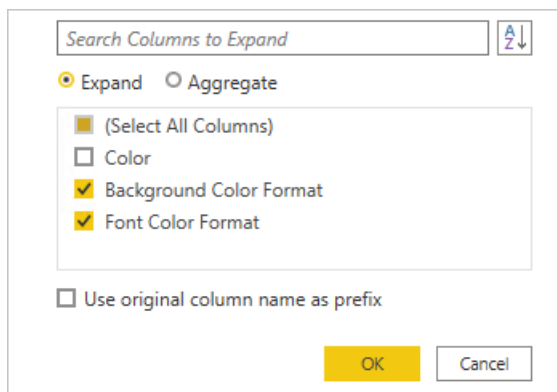 Search Columns to Expand
A
Z
Expand Aggregate
(Select All Columns)
Color
Background Color Format
Font Color Format
Use original column name as prefix
OK Cancel